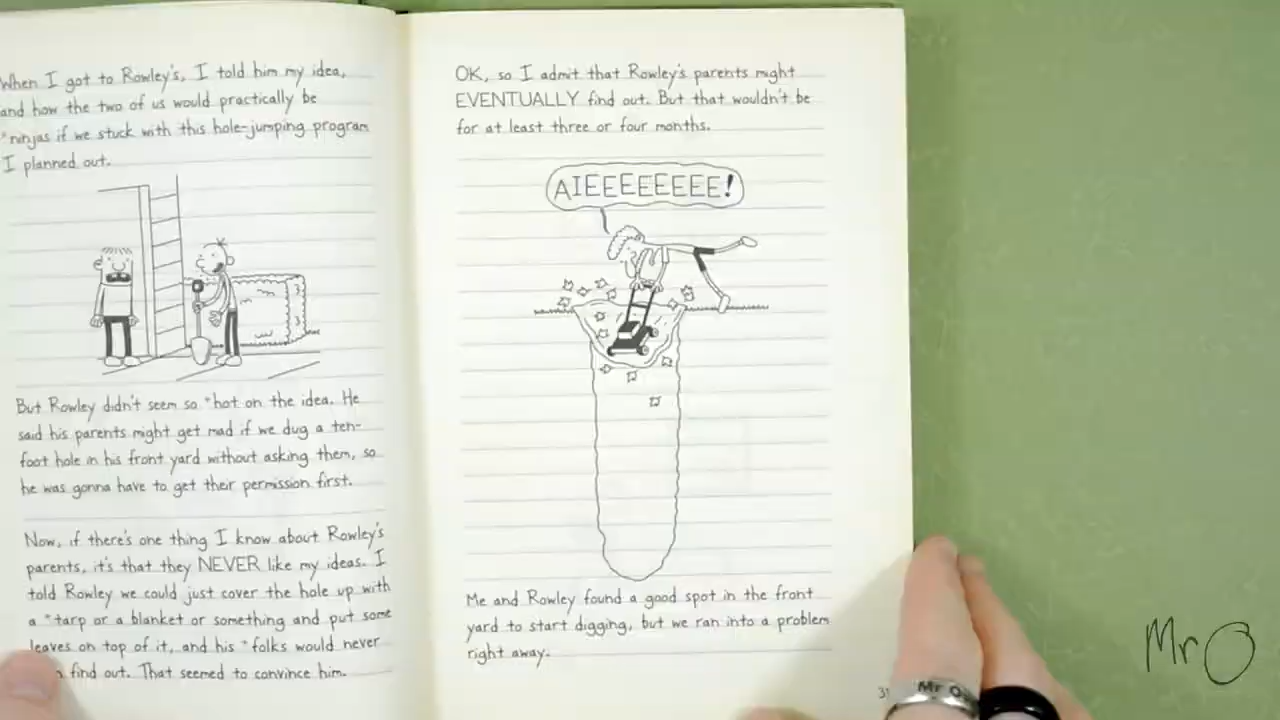 When I got to Rowley's, I told him my idea,
and how the two of us would practically be
*ninjas if we stuck with this hole-jumping program
I planned out.
But Rowley didn't seem so *hot on the idea. He
said his parents might get mad if we dug a ten-
foot hole in his front yard without asking them, so
he was gonna have to get their permission first.
Now, if there's one thing I know about Rowley's
parents, it's that they NEVER like my ideas. I
told Rowley we could just cover the hole up with
a *tarp or a blanket or something and put some
leaves on top of it, and his *folks would never
find out. That seemed to convince him.
OK, so I admit that Rowley's parents might
EVENTUALLY find out. But that wouldn't be
for at least three or four months.
AIEEEEEEEE!
Me and Rowley found a good spot in the front
yard to start digging, but we ran into a problem
right away.
Mr O
Mr O